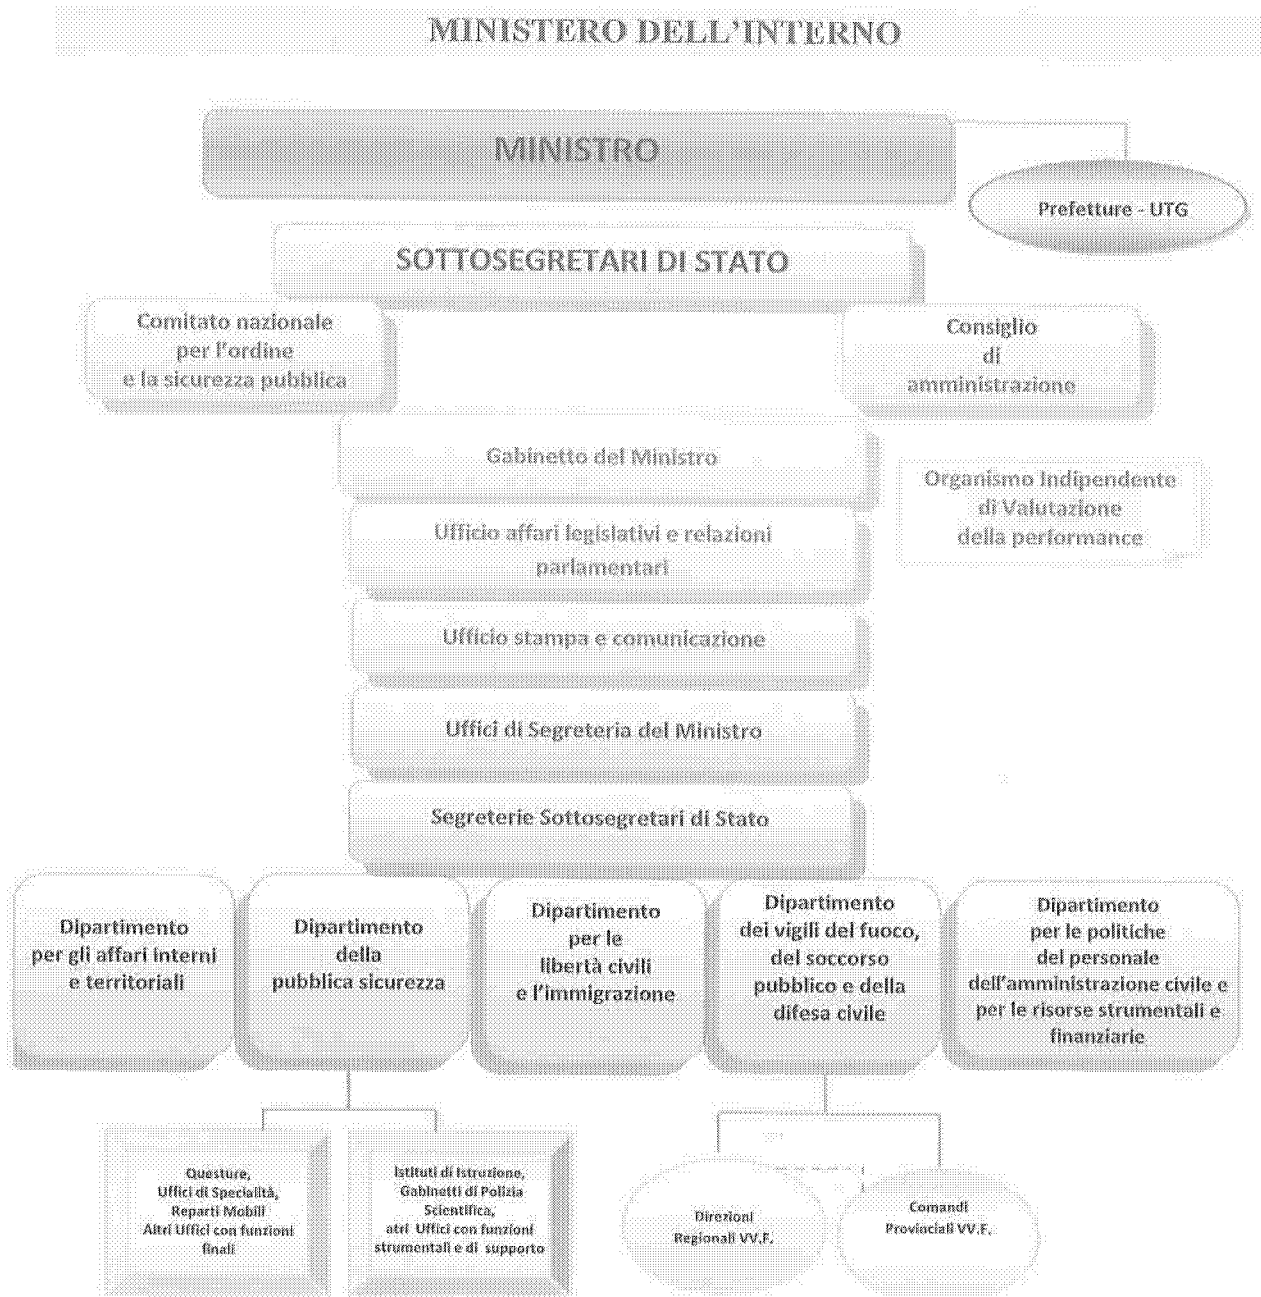 MINISTERO DELL'INTERNO
MINISTRO
Prefetture - UTG
SOTTOSEGRETARI DI STATO
Comitato nazionale
per l'ordine
e la sicurezza pubblica
Consiglio
di
amministrazione
Gabinetto del Ministro
Organismo Indipendente
di Valutazione
della performance
Ufficio affari legislativi e relazioni
parlamentari
Ufficio stampa e comunicazione
Uffici di Segreteria del Ministro
Segreterie Sottosegretari di Stato
Dipartimento
per gli affari interni
e territoriali
Dipartimento
della
pubblica sicurezza
Dipartimento
per le
libertà civili
e l'immigrazione
Dipartimento
dei vigili del fuoco,
del soccorso
pubblico e della
difesa civile
Dipartimento
per le politiche
del personale
dell'amministrazione civile e
per le risorse strumentali e
finanziarie
Questure,
Uffici di Specialità,
Reparti Mobili
Altri Uffici con funzioni
finali
Istituti di Istruzione,
Gabinetti di Polizia
Scientifica,
atri Uffici con funzioni
strumentali e di supporto
Direzioni
Regionali VV.F.
Comandi
Provinciali VV.F.